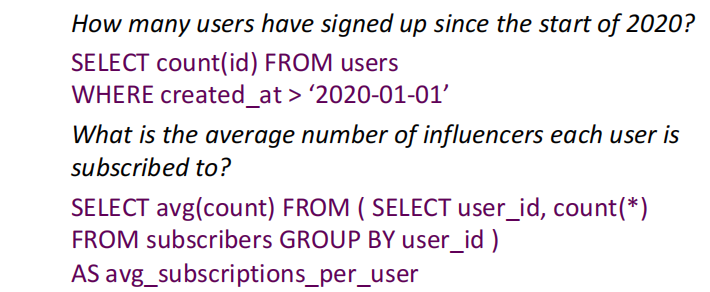 How many users have signed up since the start of 2020?
SELECT count(id) FROM users
WHERE created_at > ‘2020-01-01’
What is the average number of influencers each user is
subscribed to?
SELECT avg(count) FROM ( SELECT user_id, count(*)
FROM subscribers GROUP BY user_id )
AS avg_subscriptions_per_user